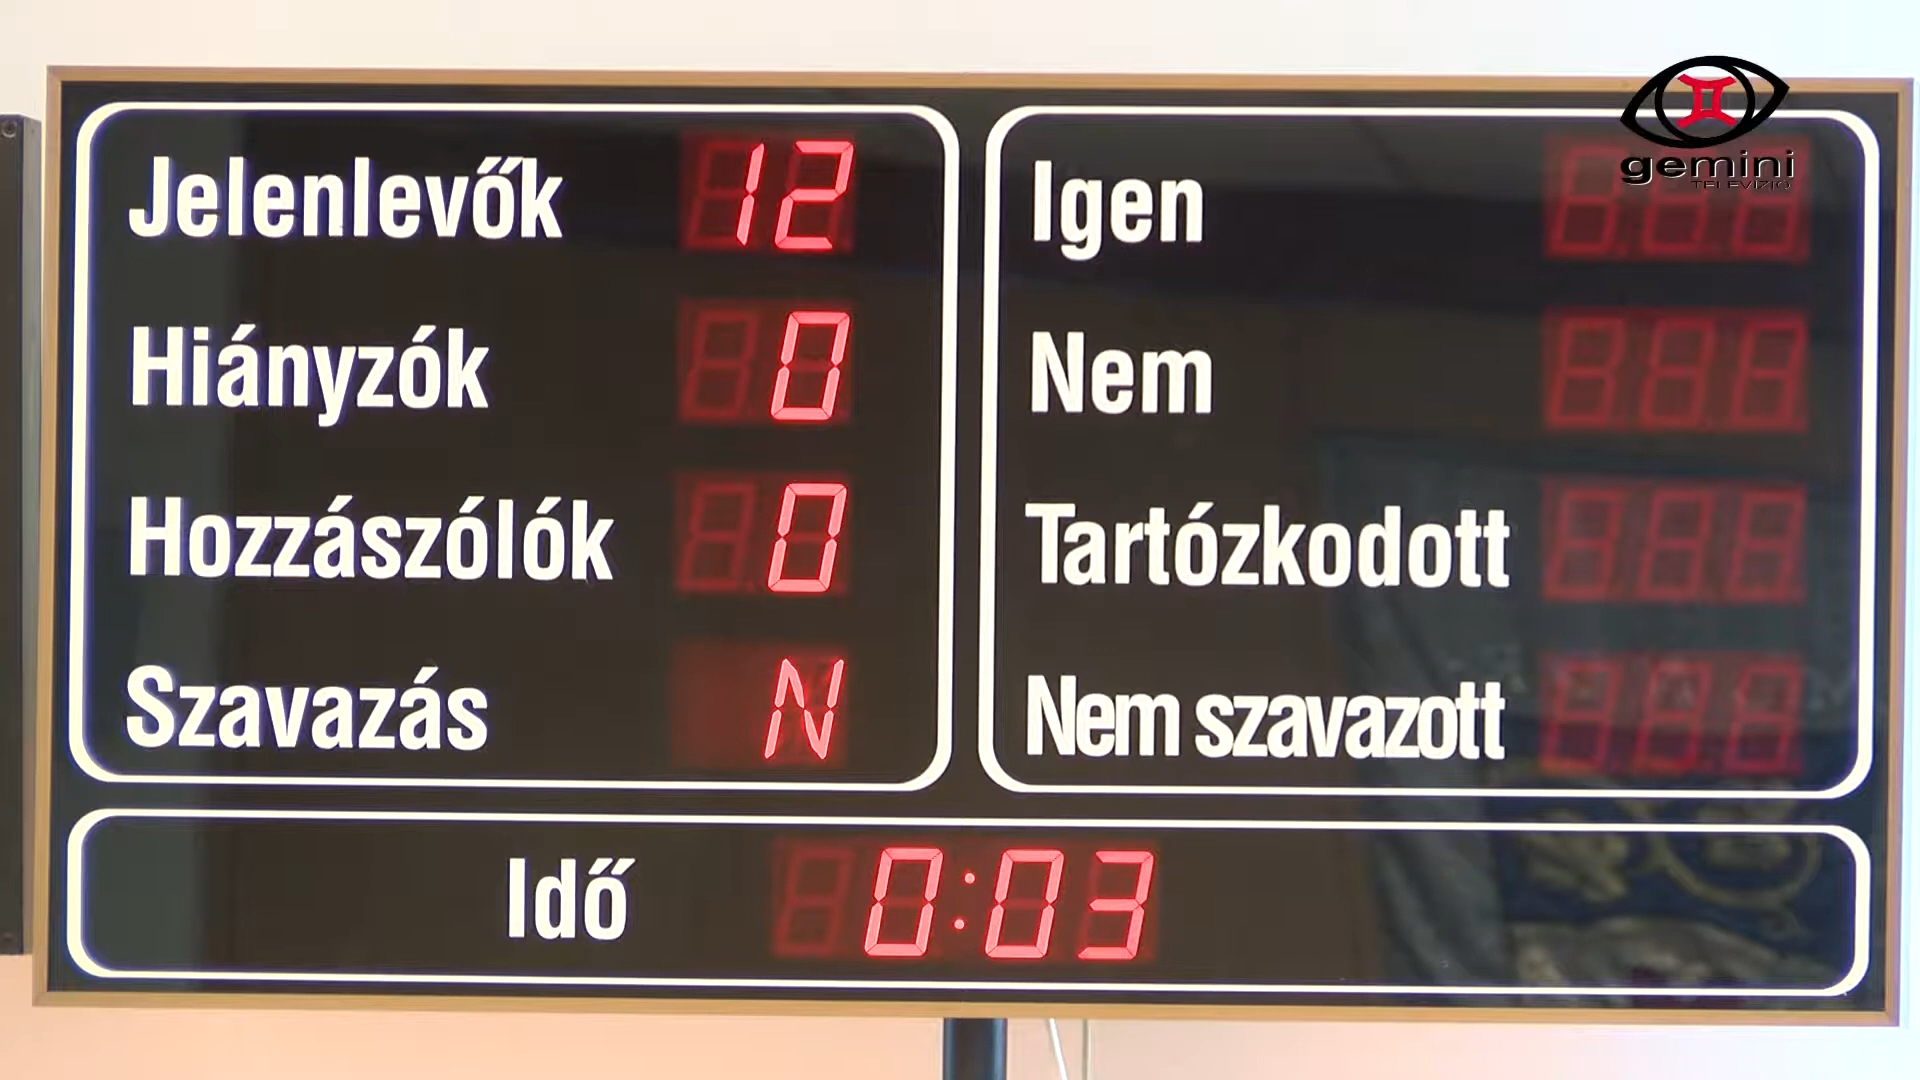 Jelenlevők 12
Hiányzók 0
Hozzászólók 0
Szavazás N
Igen
Nem
Tartózkodott
Nem szavazott
Idő 0:03
gemini
TELEVÍZIÓ